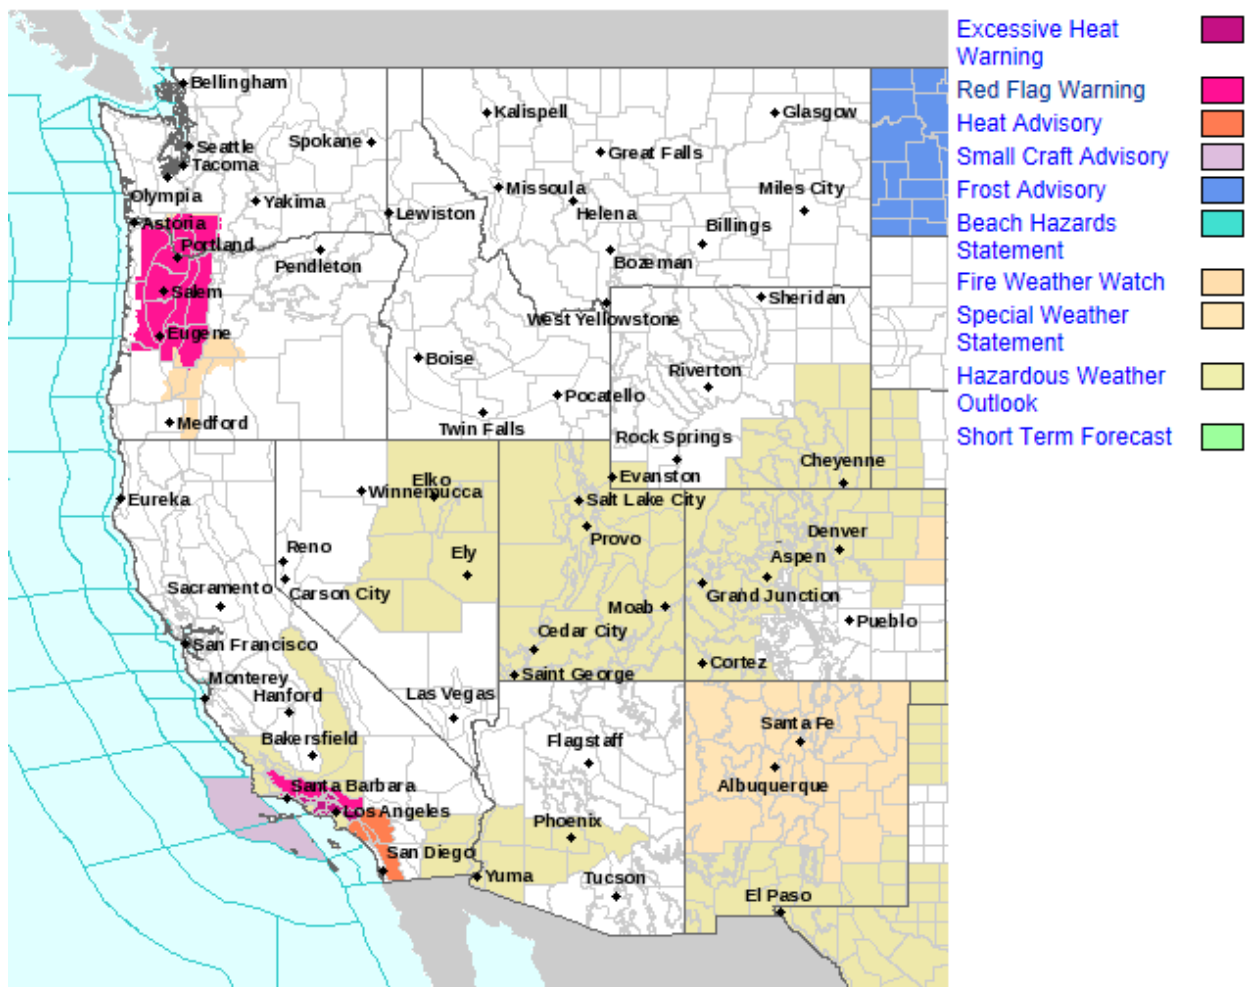 Bellingham
Kalispell
Glasgow
Seattle
Spokane
Tacoma
Great Falls
Olympia
Missoula
Miles City
Yakima
Lewiston
Helena
Astoria
Billings
Portland
Pendleton
Bozeman
Salem
Sheridan
West Yellowstone
Eugene
Boise
Riverton
Pocatello
Medford
Twin Falls
Rock Springs
Cheyenne
Elko
Evanston
Eureka
Winnemucca
Salt Lake City
Denver
Provo
Reno
Ely
Aspen
Sacramento
Carson City
Grand Junction
Moab
Pueblo
Cedar City
San Francisco
Cortez
Saint George
Monterey
Hanford
Las Vegas
Santa Fe
Bakersfield
Flagstaff
Albuquerque
Santa Barbara
Los Angeles
Phoenix
San Diego
Yuma
Tucson
El Paso
Excessive Heat
Warning
Red Flag Warning
Heat Advisory
Small Craft Advisory
Frost Advisory
Beach Hazards
Statement
Fire Weather Watch
Special Weather
Statement
Hazardous Weather
Outlook
Short Term Forecast